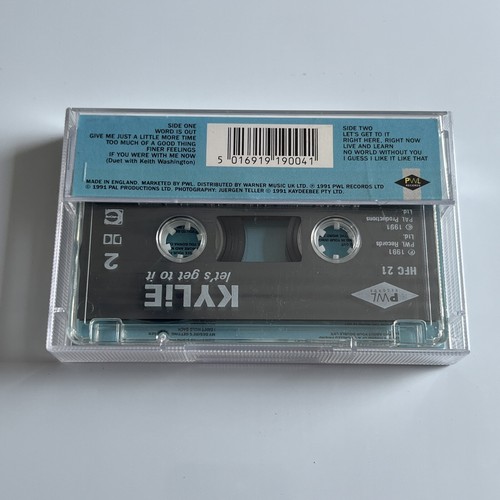 SIDE ONE
WORD IS OUT
GIVE ME JUST A LITTLE MORE TIME
TOO MUCH OF A GOOD THING
FINER FEELINGS
IF YOU WERE WITH ME NOW
(Duet with Keith Washington)
5 016919 190041
SIDE TWO
LET'S GET TO IT
RIGHT HERE, RIGHT NOW
LIVE AND LEARN
NO WORLD WITHOUT YOU
I GUESS I LIKE IT LIKE THAT
MADE IN ENGLAND. MARKETED BY PWL. DISTRIBUTED BY WARNER MUSIC UK LTD. ℗ 1991 PWL RECORDS LTD
© 1991 PAL PRODUCTIONS LTD. PHOTOGRAPHY: JUERGEN TELLER © 1991 KAYDEEBEE PTY LTD.
PWL
KYLIE
let's get to it
2
PWL
RECORDS
HFC 21
℗ 1991
PWL Records
Ltd.
© 1991
PAL Productions
Ltd.